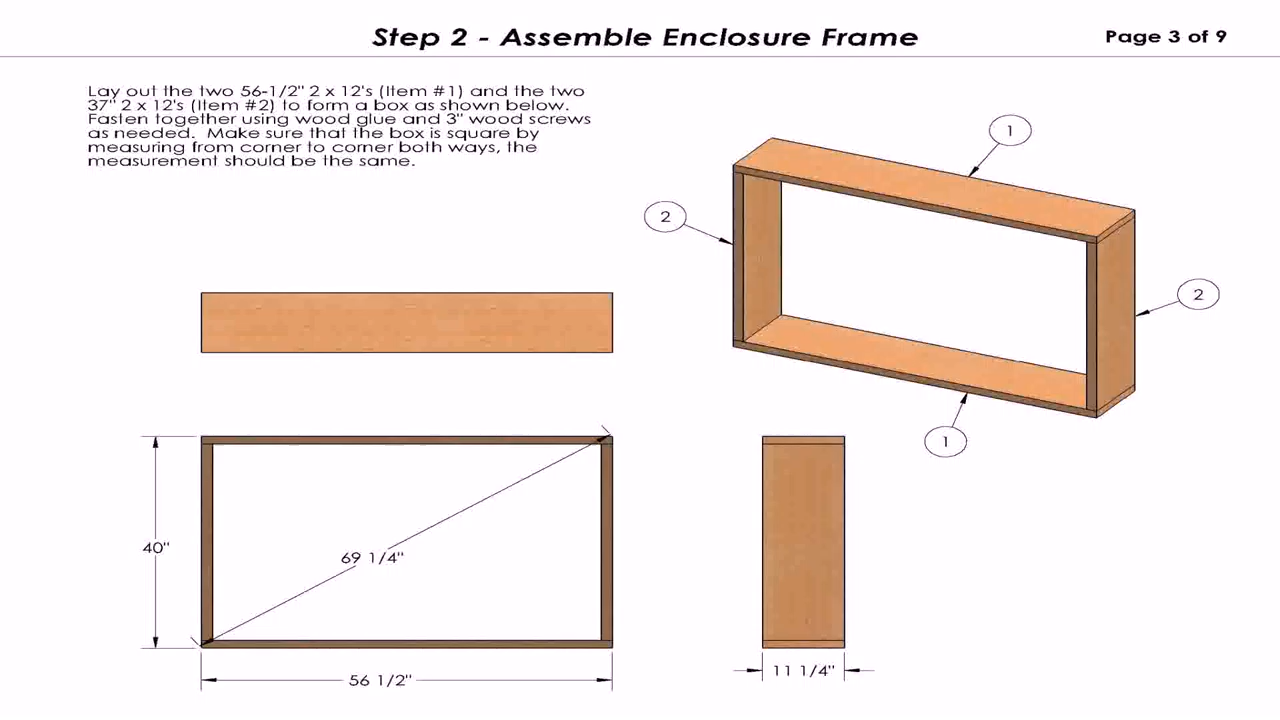 Step 2 - Assemble Enclosure Frame
Page 3 of 9
Lay out the two 56-1/2" 2 x 12's (Item #1) and the two
37" 2 x 12's (Item #2) to form a box as shown below.
Fasten together using wood glue and 3" wood screws
as needed. Make sure that the box is square by
measuring from corner to corner both ways, the
measurement should be the same.
1
2
2
1
40"
69 1/4"
56 1/2"
11 1/4"